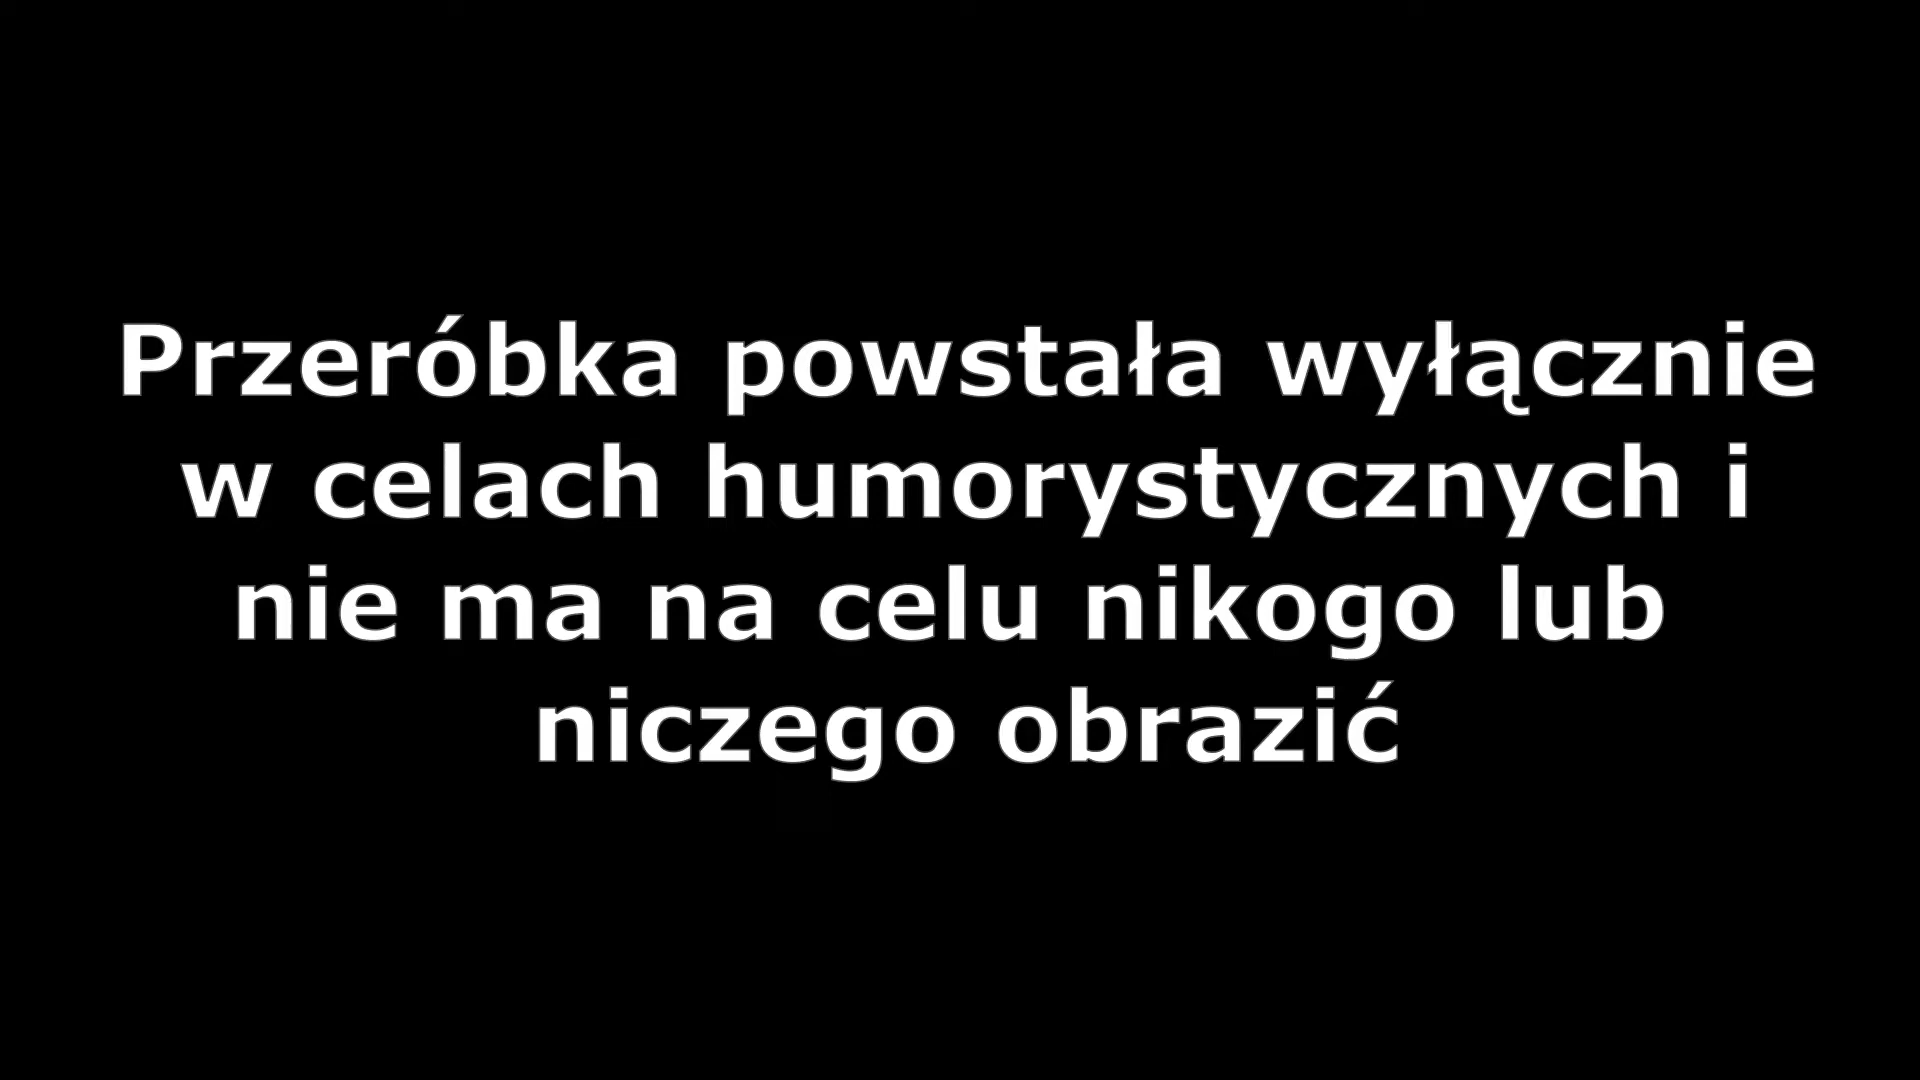 Przeróbka powstała wyłącznie
w celach humorystycznych i
nie ma na celu nikogo lub
niczego obrazić